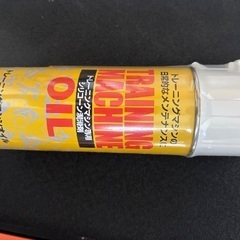 トレーニングマシンの
日常的なメンテナンスに
TRAINING
MACHINE
OIL
トレーニングマシン専用
シリコーン潤滑剤